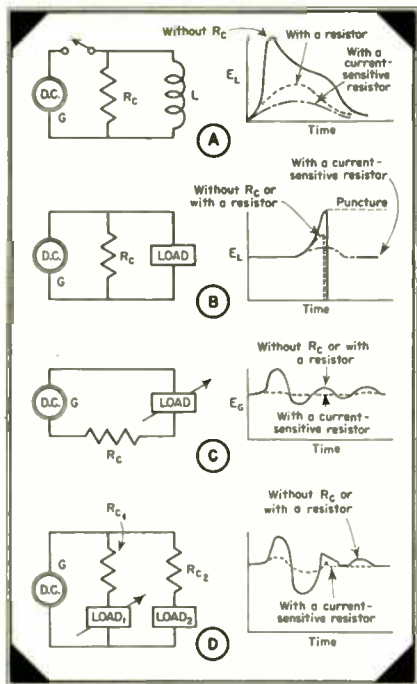 Without RC
With a resistor
With a
current-
sensitive
resistor
EL
D.C.
G
RC
L
Time
A
With a current-
sensitive resistor
Without RC or
with a resistor
Puncture
EL
D.C.
G
RC
LOAD
Time
B
Without RC or with
a resistor
EG
D.C.
G
LOAD
RC
With a current-
sensitive resistor
Time
C
RC1
Without RC or
with a resistor
G
D.C.
RC2
LOAD1
LOAD2
With a current-
sensitive resistor
Time
D